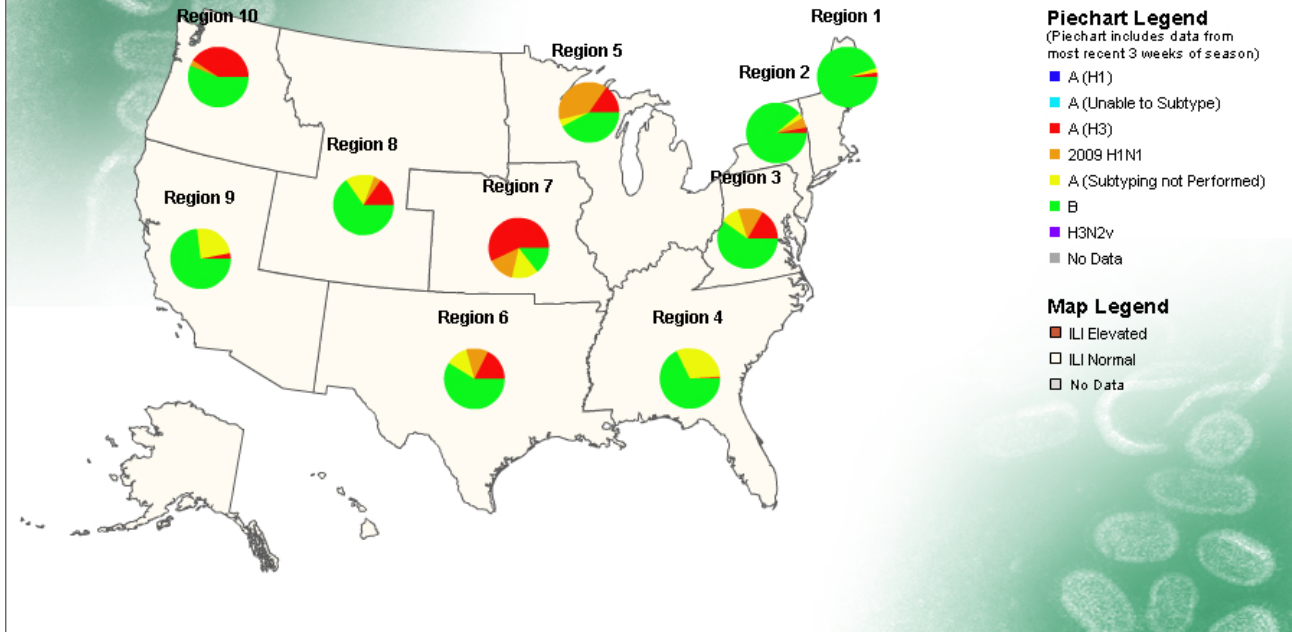 Region 10
Region 1
Region 5
Region 2
Region 8
Region 3
Region 7
Region 9
Region 6
Region 4
Piechart Legend
(Piechart includes data from
most recent 3 weeks of season)
A (H1)
A (Unable to Subtype)
A (H3)
2009 H1N1
A (Subtyping not Performed)
B
H3N2v
No Data
Map Legend
ILI Elevated
ILI Normal
No Data